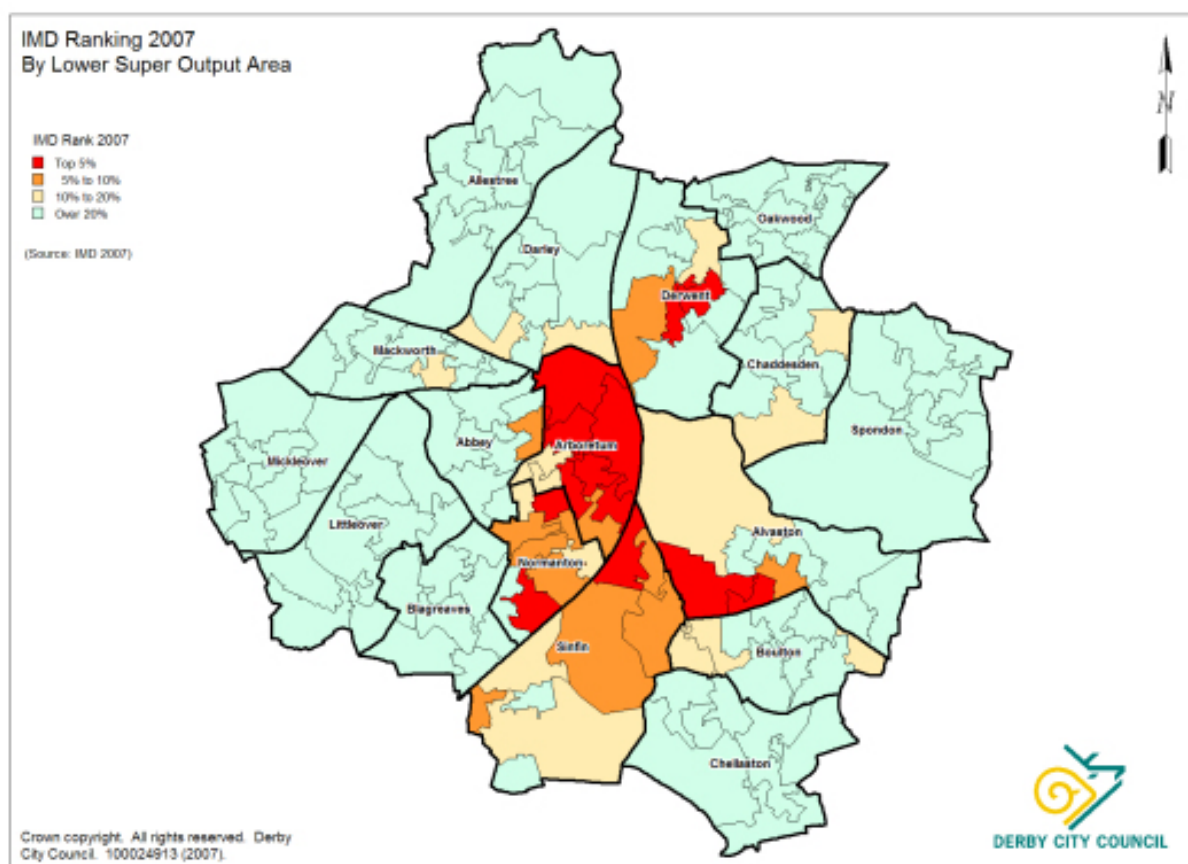 IMD Ranking 2007
By Lower Super Output Area
N
IMD Rank 2007
Top 5%
5% to 10%
10% to 20%
Over 20%
(Source: IMD 2007)
Allestree
Oakwood
Darley
Derwent
Mackworth
Chaddesden
Spondon
Abbey
Arboretum
Mickleover
Littleover
Alvaston
Normanton
Blagreaves
Sinfin
Boulton
Chellaston
Crown copyright. All rights reserved. Derby
City Council. 100024913 (2007).
DERBY CITY COUNCIL